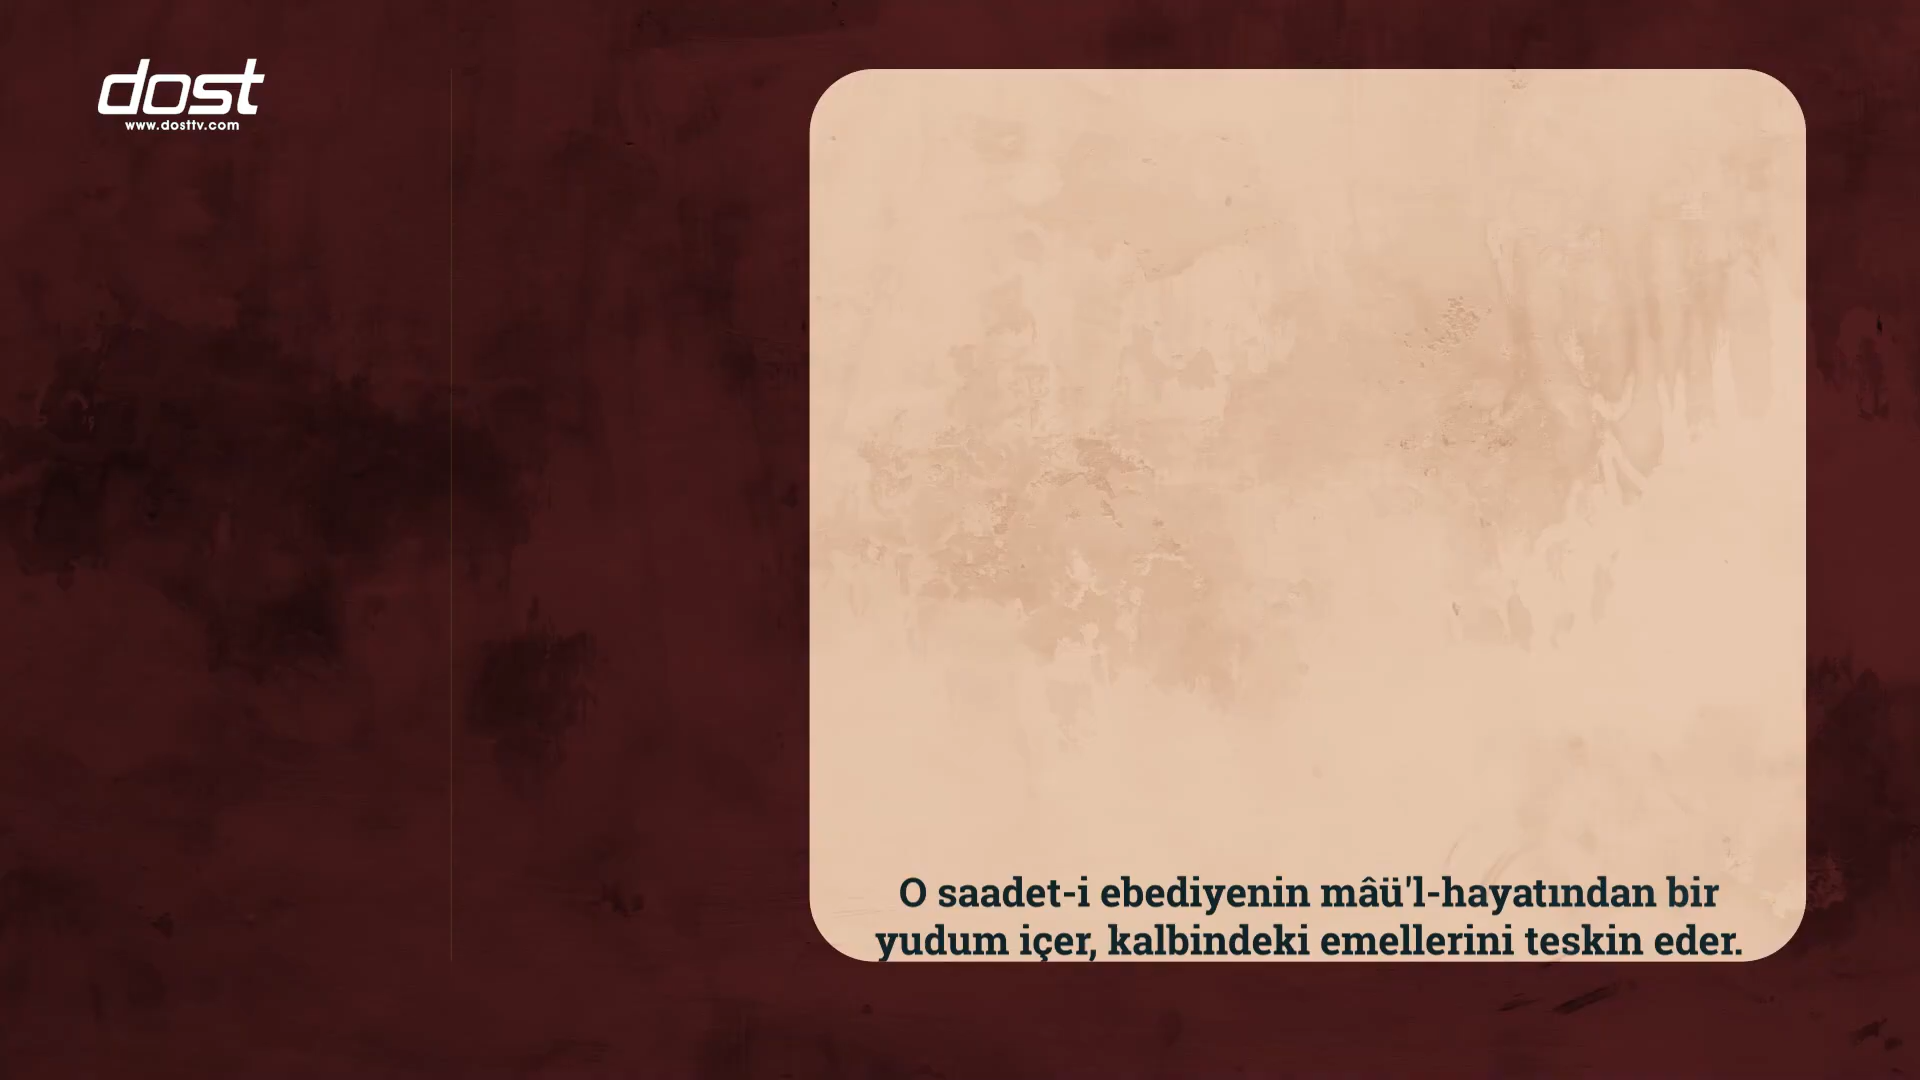 dost
www.dosttv.com
O saadet-i ebediyenin mâü'l-hayatından bir
yudum içer, kalbindeki emellerini teskin eder.